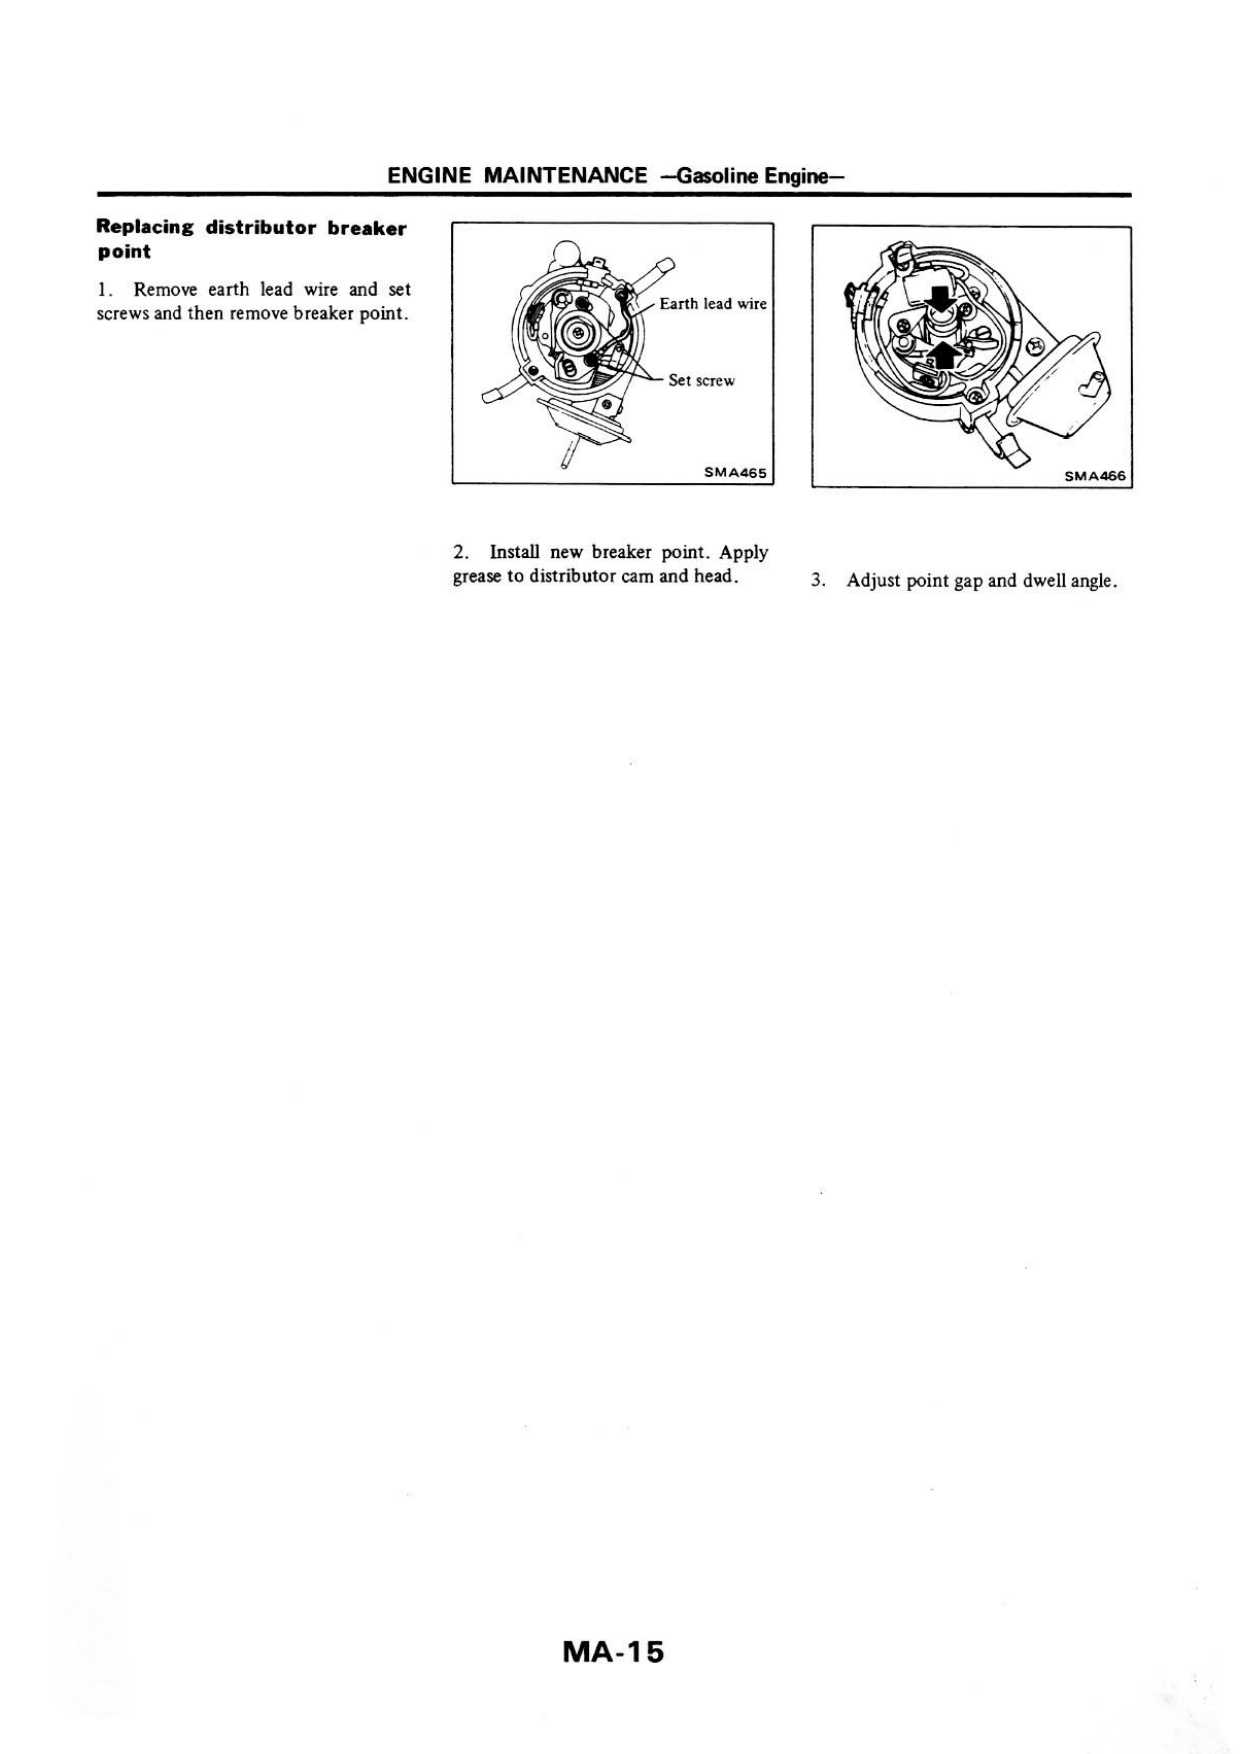 ENGINE MAINTENANCE —Gasoline Engine—
Replacing distributor breaker
point
1. Remove earth lead wire and set
screws and then remove breaker point.
Earth lead wire
Set screw
SMA465
2. Install new breaker point. Apply
grease to distributor cam and head.
SMA466
3. Adjust point gap and dwell angle.
MA-15